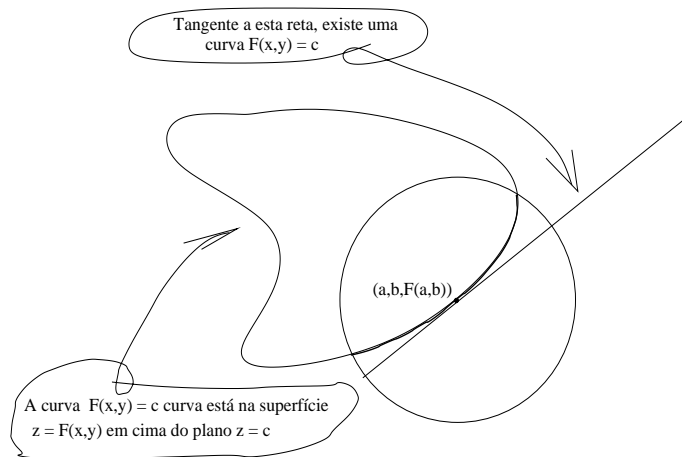 Tangente a esta reta, existe uma
curva F(x,y) = c
(a,b,F(a,b))
A curva F(x,y) = c curva está na superfície
z = F(x,y) em cima do plano z = c